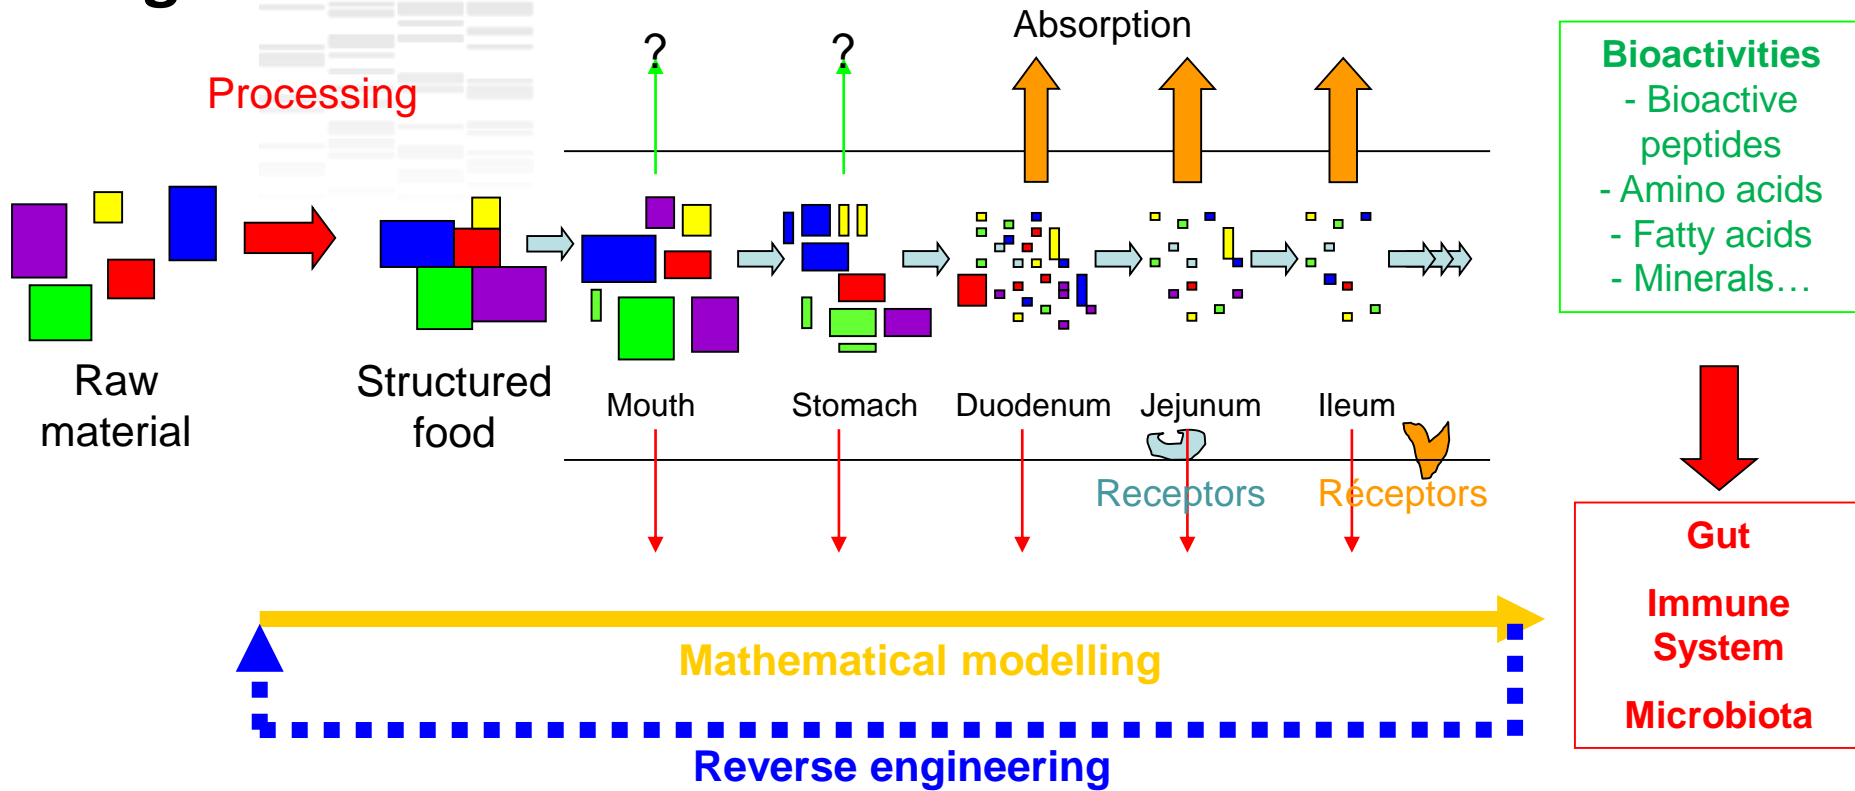 Processing
?
?
Absorption
Raw
material
Structured
food
Mouth
Stomach
Duodenum
Jejunum
Ileum
Receptors
Réceptors
Mathematical modelling
Reverse engineering
Bioactivities
- Bioactive
peptides
- Amino acids
- Fatty acids
- Minerals…
Gut
Immune
System
Microbiota